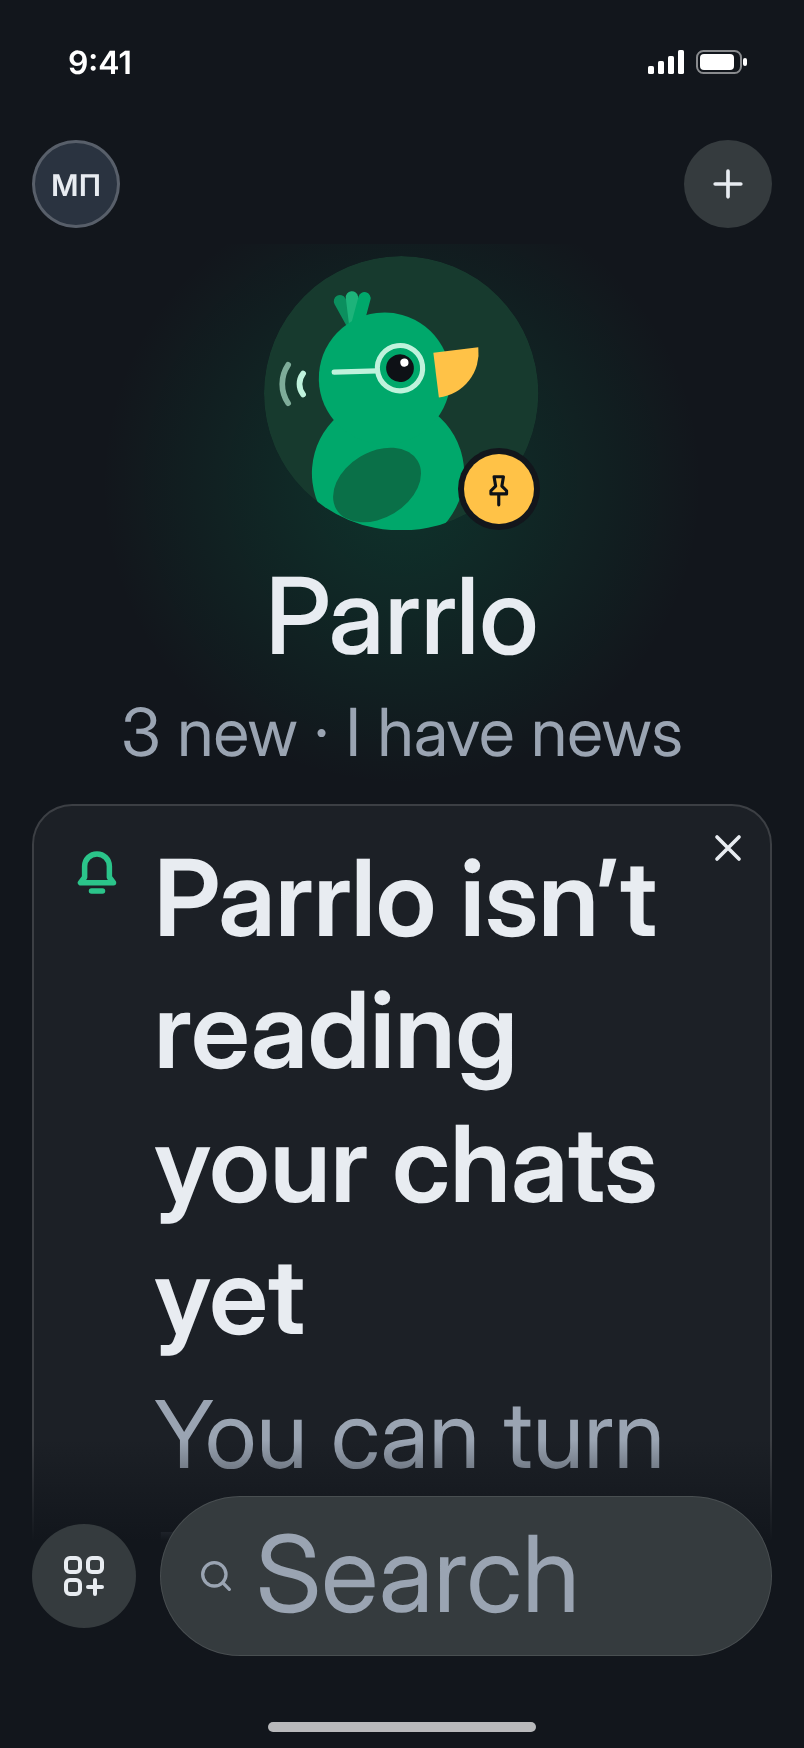 9:41
МП
Parrlo
3 new · I have news
Parrlo isn’t
reading
your chats
yet
You can turn
Search